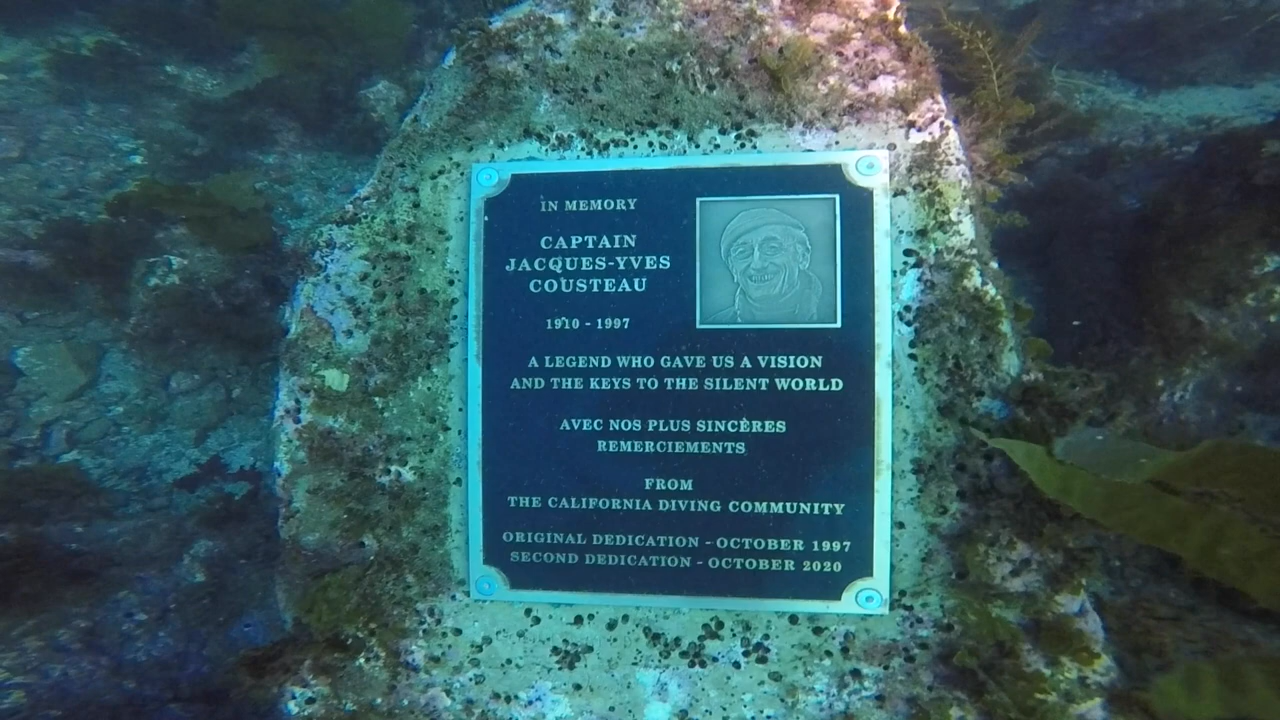 IN MEMORY
CAPTAIN
JACQUES-YVES
COUSTEAU
1910 - 1997
A LEGEND WHO GAVE US A VISION
AND THE KEYS TO THE SILENT WORLD
AVEC NOS PLUS SINCÈRES
REMERCIEMENTS
FROM
THE CALIFORNIA DIVING COMMUNITY
ORIGINAL DEDICATION - OCTOBER 1997
SECOND DEDICATION - OCTOBER 2020